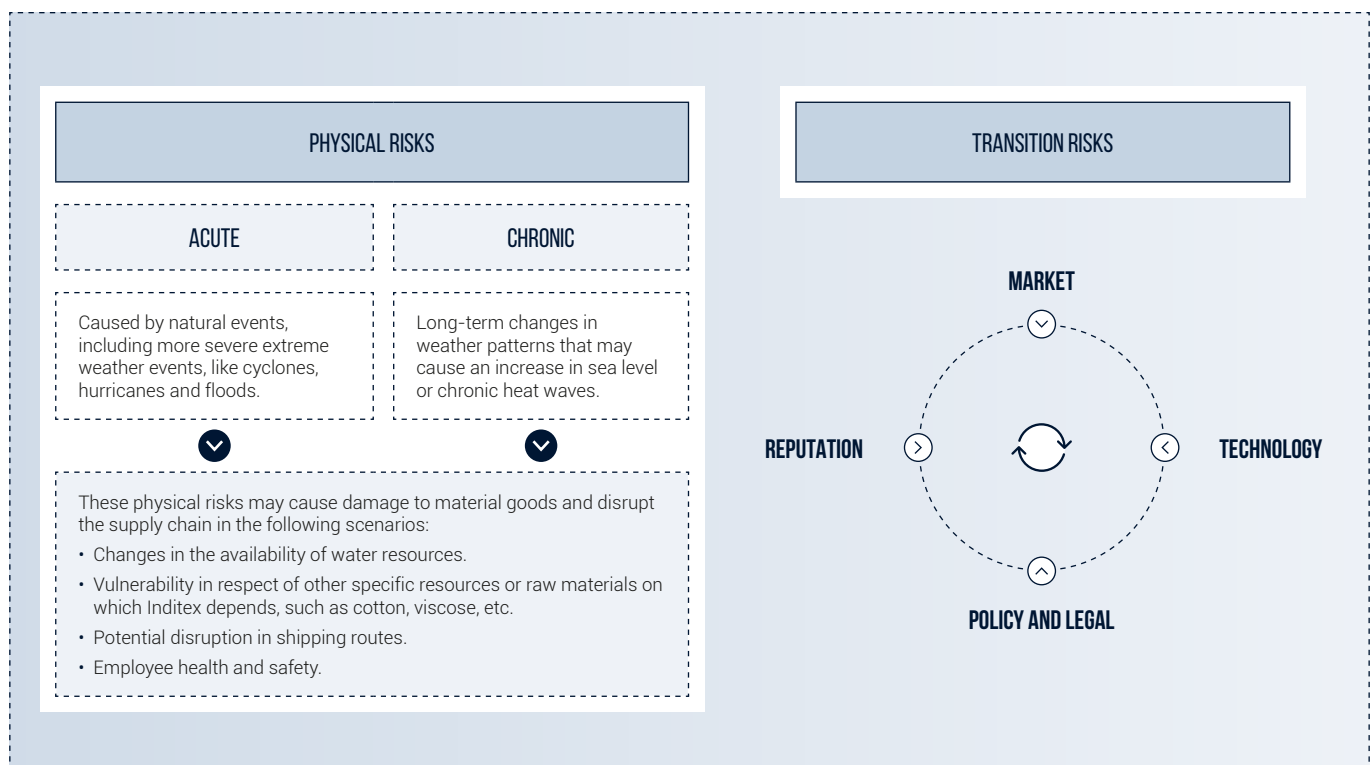 PHYSICAL RISKS
ACUTE
Caused by natural events,
including more severe extreme
weather events, like cyclones,
hurricanes and floods.
CHRONIC
Long-term changes in
weather patterns that may
cause an increase in sea level
or chronic heat waves.
These physical risks may cause damage to material goods and disrupt
the supply chain in the following scenarios:
• Changes in the availability of water resources.
• Vulnerability in respect of other specific resources or raw materials on
which Inditex depends, such as cotton, viscose, etc.
• Potential disruption in shipping routes.
• Employee health and safety.
TRANSITION RISKS
MARKET
REPUTATION
TECHNOLOGY
POLICY AND LEGAL